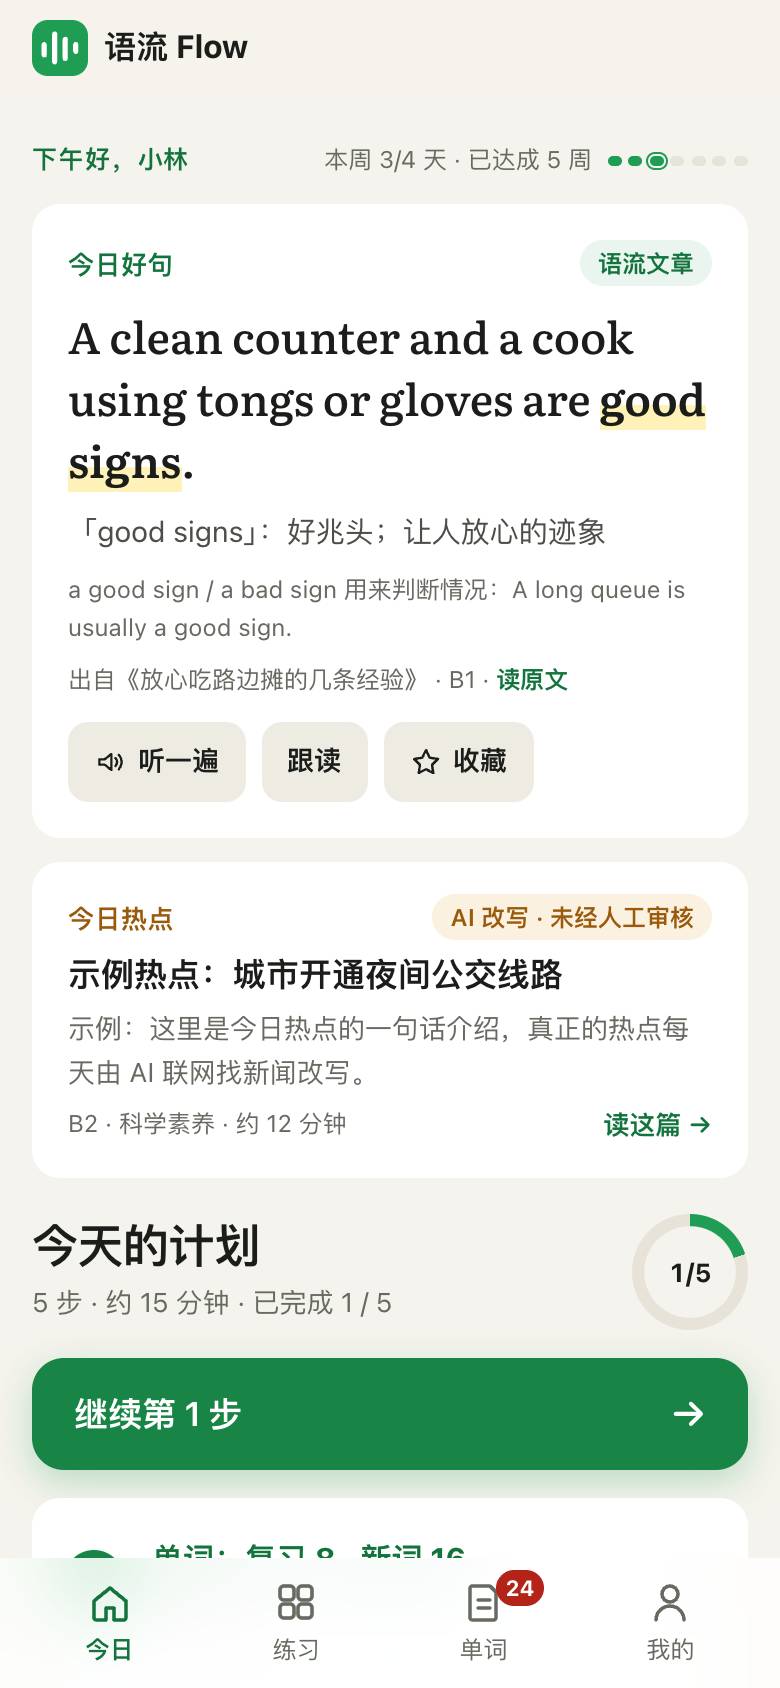 语流 Flow
下午好，小林
本周 3/4 天 · 已达成 5 周
今日好句
语流文章
A clean counter and a cook
using tongs or gloves are good
signs.
「good signs」：好兆头；让人放心的迹象
a good sign / a bad sign 用来判断情况：A long queue is
usually a good sign.
出自《放心吃路边摊的几条经验》 · B1 · 读原文
听一遍
跟读
收藏
今日热点
AI 改写 · 未经人工审核
示例热点：城市开通夜间公交线路
示例：这里是今日热点的一句话介绍，真正的热点每
天由 AI 联网找新闻改写。
B2 · 科学素养 · 约 12 分钟
读这篇 →
今天的计划
1/5
5 步 · 约 15 分钟 · 已完成 1 / 5
继续第 1 步 →
单词：复习 8 · 新词 16
24
今日
练习
单词
我的